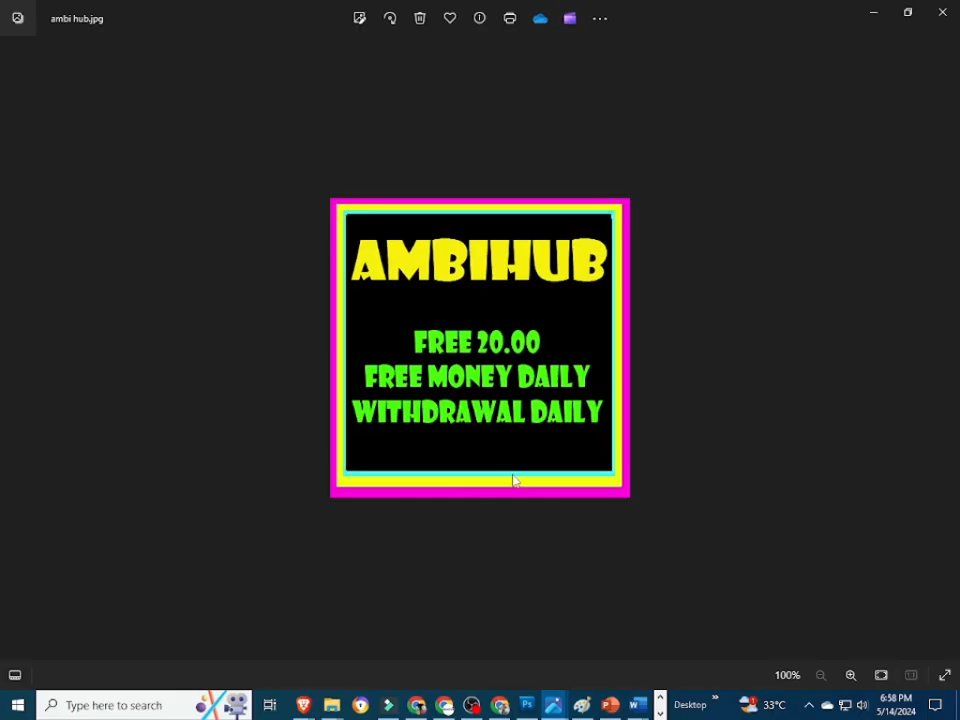 ambi hub.jpg
AMBIHUB
FREE 20.00
FREE MONEY DAILY
WITHDRAWAL DAILY
100%
Type here to search
Desktop
33°C
6:58 PM
5/14/2024